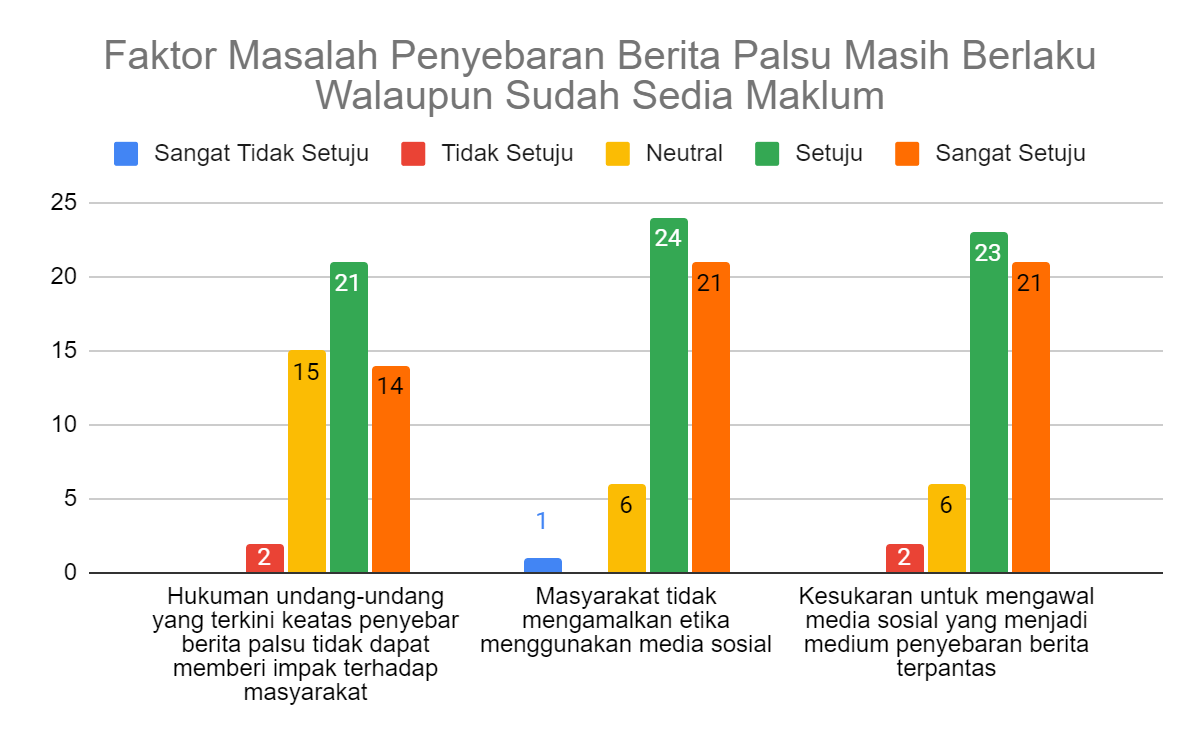 Faktor Masalah Penyebaran Berita Palsu Masih Berlaku
Walaupun Sudah Sedia Maklum
Sangat Tidak Setuju Tidak Setuju Neutral Setuju Sangat Setuju
25
20
15
10
5
0
2
15
21
14
1
6
24
21
2
6
23
21
Hukuman undang-undang
yang terkini keatas penyebar
berita palsu tidak dapat
memberi impak terhadap
masyarakat
Masyarakat tidak
mengamalkan etika
menggunakan media sosial
Kesukaran untuk mengawal
media sosial yang menjadi
medium penyebaran berita
terpantas